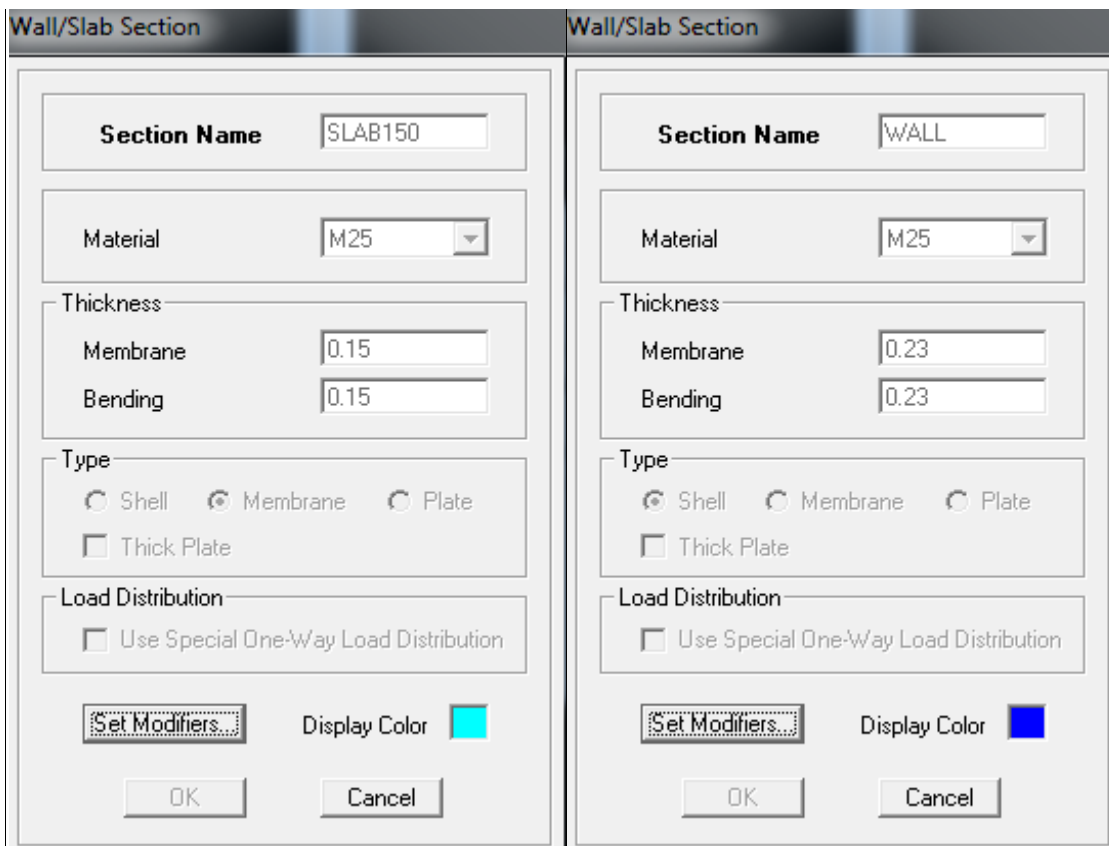 Wall/Slab Section
Section Name SLAB150
Material M25
Thickness
Membrane 0.15
Bending 0.15
Type
Shell Membrane Plate
Thick Plate
Load Distribution
Use Special One-Way Load Distribution
Set Modifiers... Display Color
OK Cancel
Wall/Slab Section
Section Name WALL
Material M25
Thickness
Membrane 0.23
Bending 0.23
Type
Shell Membrane Plate
Thick Plate
Load Distribution
Use Special One-Way Load Distribution
Set Modifiers... Display Color
OK Cancel